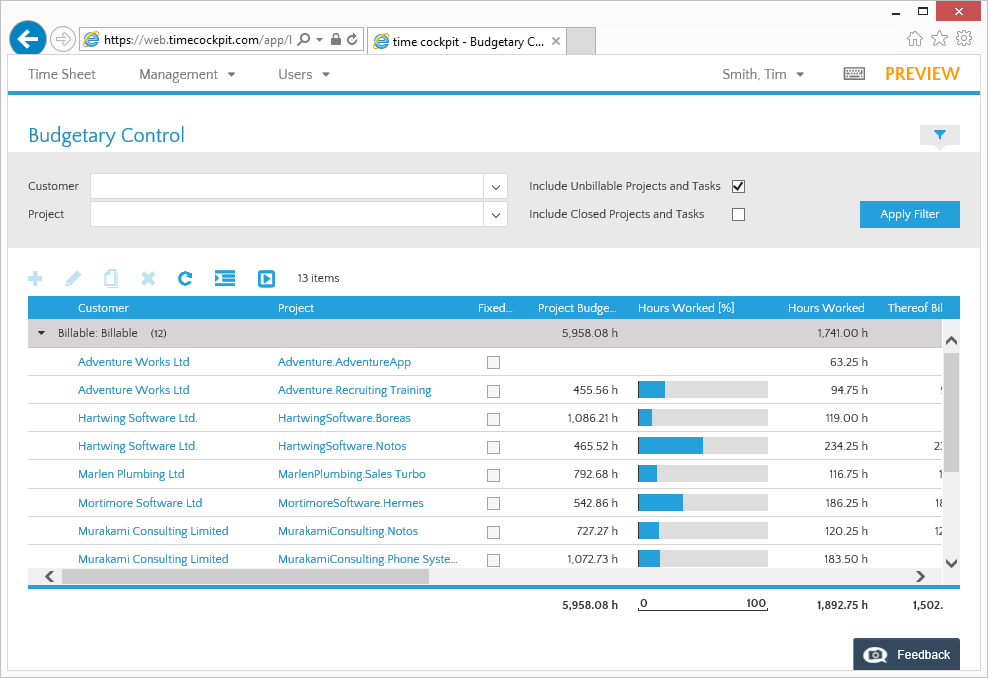 https://web.timecockpit.com/app/l
time cockpit - Budgetary C...
Time Sheet Management Users Smith, Tim PREVIEW
Budgetary Control
Customer Include Unbillable Projects and Tasks
Project Include Closed Projects and Tasks Apply Filter
13 items
Customer Project Fixed... Project Budge... Hours Worked [%] Hours Worked Thereof Bil
Billable: Billable (12) 5,958.08 h 1,741.00 h
Adventure Works Ltd Adventure.AdventureApp 63.25 h
Adventure Works Ltd Adventure.Recruiting Training 455.56 h 94.75 h
Hartwing Software Ltd. HartwingSoftware.Boreas 1,086.21 h 119.00 h
Hartwing Software Ltd. HartwingSoftware.Notos 465.52 h 234.25 h 23
Marlen Plumbing Ltd MarlenPlumbing.Sales Turbo 792.68 h 116.75 h 1
Mortimore Software Ltd MortimoreSoftware.Hermes 542.86 h 186.25 h 18
Murakami Consulting Limited MurakamiConsulting.Notos 727.27 h 120.25 h 12
Murakami Consulting Limited MurakamiConsulting.Phone Syste... 1,072.73 h 183.50 h
5,958.08 h 0 100 1,892.75 h 1,502.
Feedback